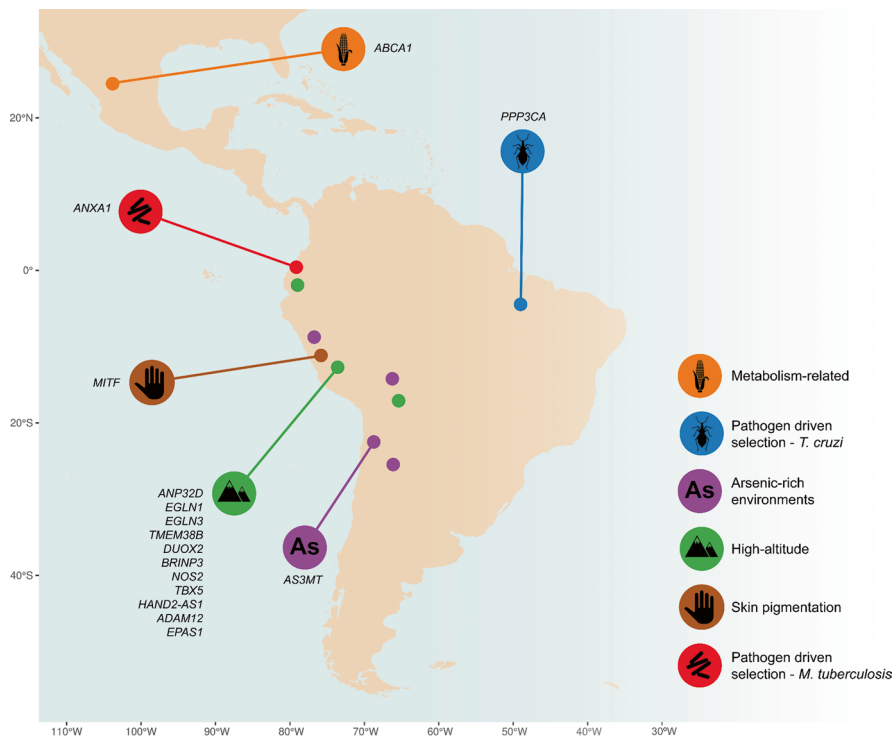 ABCA1
20°N
PPP3CA
ANXA1
0°
MITF
Metabolism-related
20°S
Pathogen driven
selection - T. cruzi
As
Arsenic-rich
environments
ANP32D
EGLN1
EGLN3
TMEM38B
DUOX2
BRINP3
NOS2
TBX5
HAND2-AS1
ADAM12
EPAS1
As
AS3MT
High-altitude
40°S
Skin pigmentation
Pathogen driven
selection - M. tuberculosis
110°W 100°W 90°W 80°W 70°W 60°W 50°W 40°W 30°W